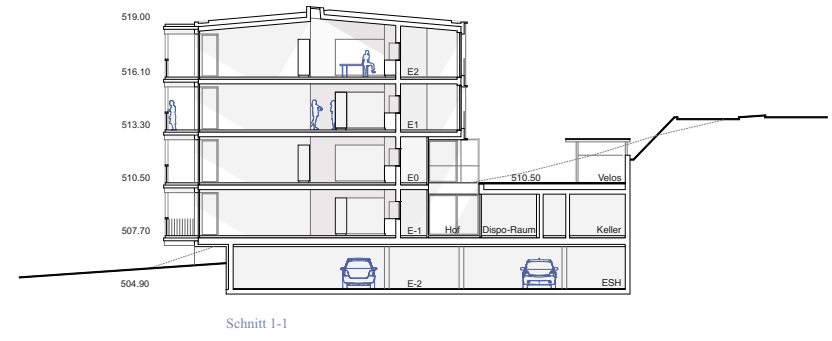 519.00
516.10 E2
513.30 E1
510.50 E0 510.50 Velos
507.70 E-1 Hof Dispo-Raum Keller
504.90 E-2 ESH
Schnitt 1-1